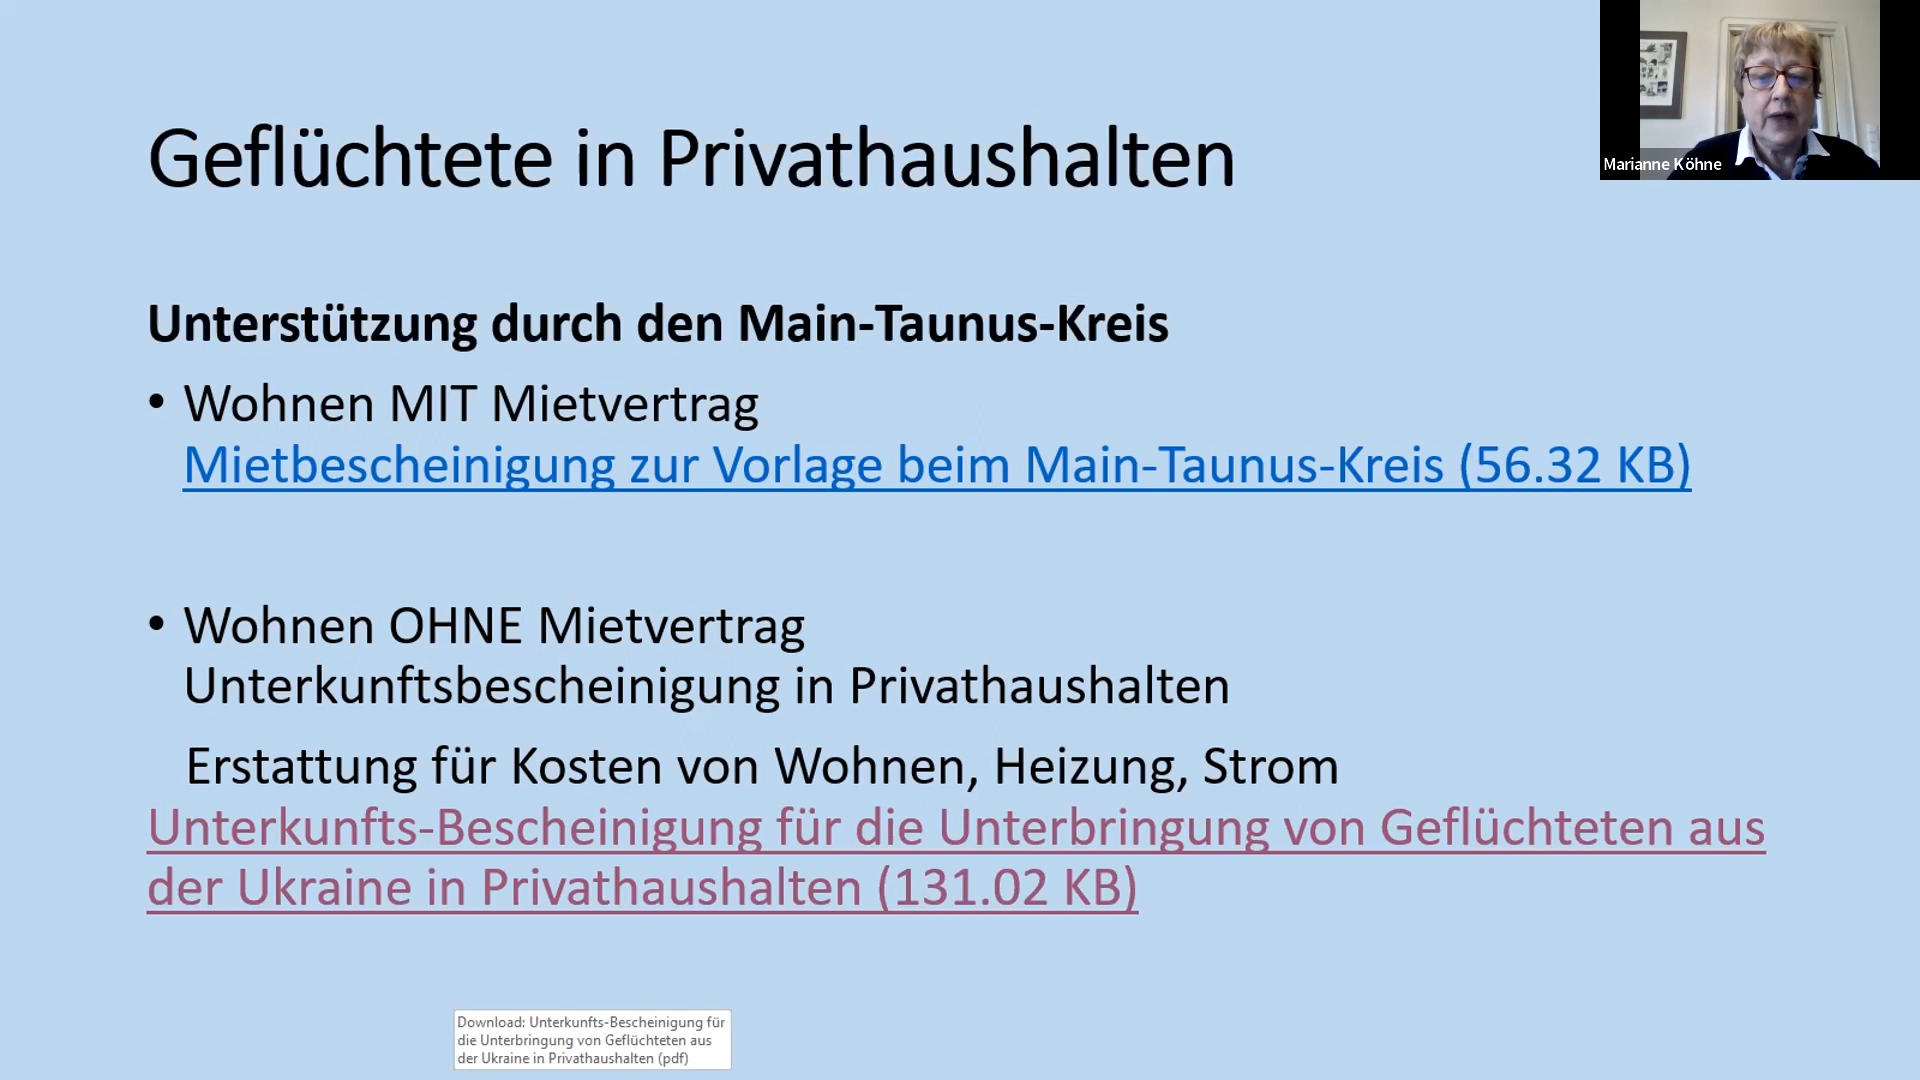 Geflüchtete in Privathaushalten
Marianne Köhne
Unterstützung durch den Main-Taunus-Kreis
• Wohnen MIT Mietvertrag
Mietbescheinigung zur Vorlage beim Main-Taunus-Kreis (56.32 KB)
• Wohnen OHNE Mietvertrag
Unterkunftsbescheinigung in Privathaushalten
Erstattung für Kosten von Wohnen, Heizung, Strom
Unterkunfts-Bescheinigung für die Unterbringung von Geflüchteten aus
der Ukraine in Privathaushalten (131.02 KB)
Download: Unterkunfts-Bescheinigung für
die Unterbringung von Geflüchteten aus
der Ukraine in Privathaushalten (pdf)